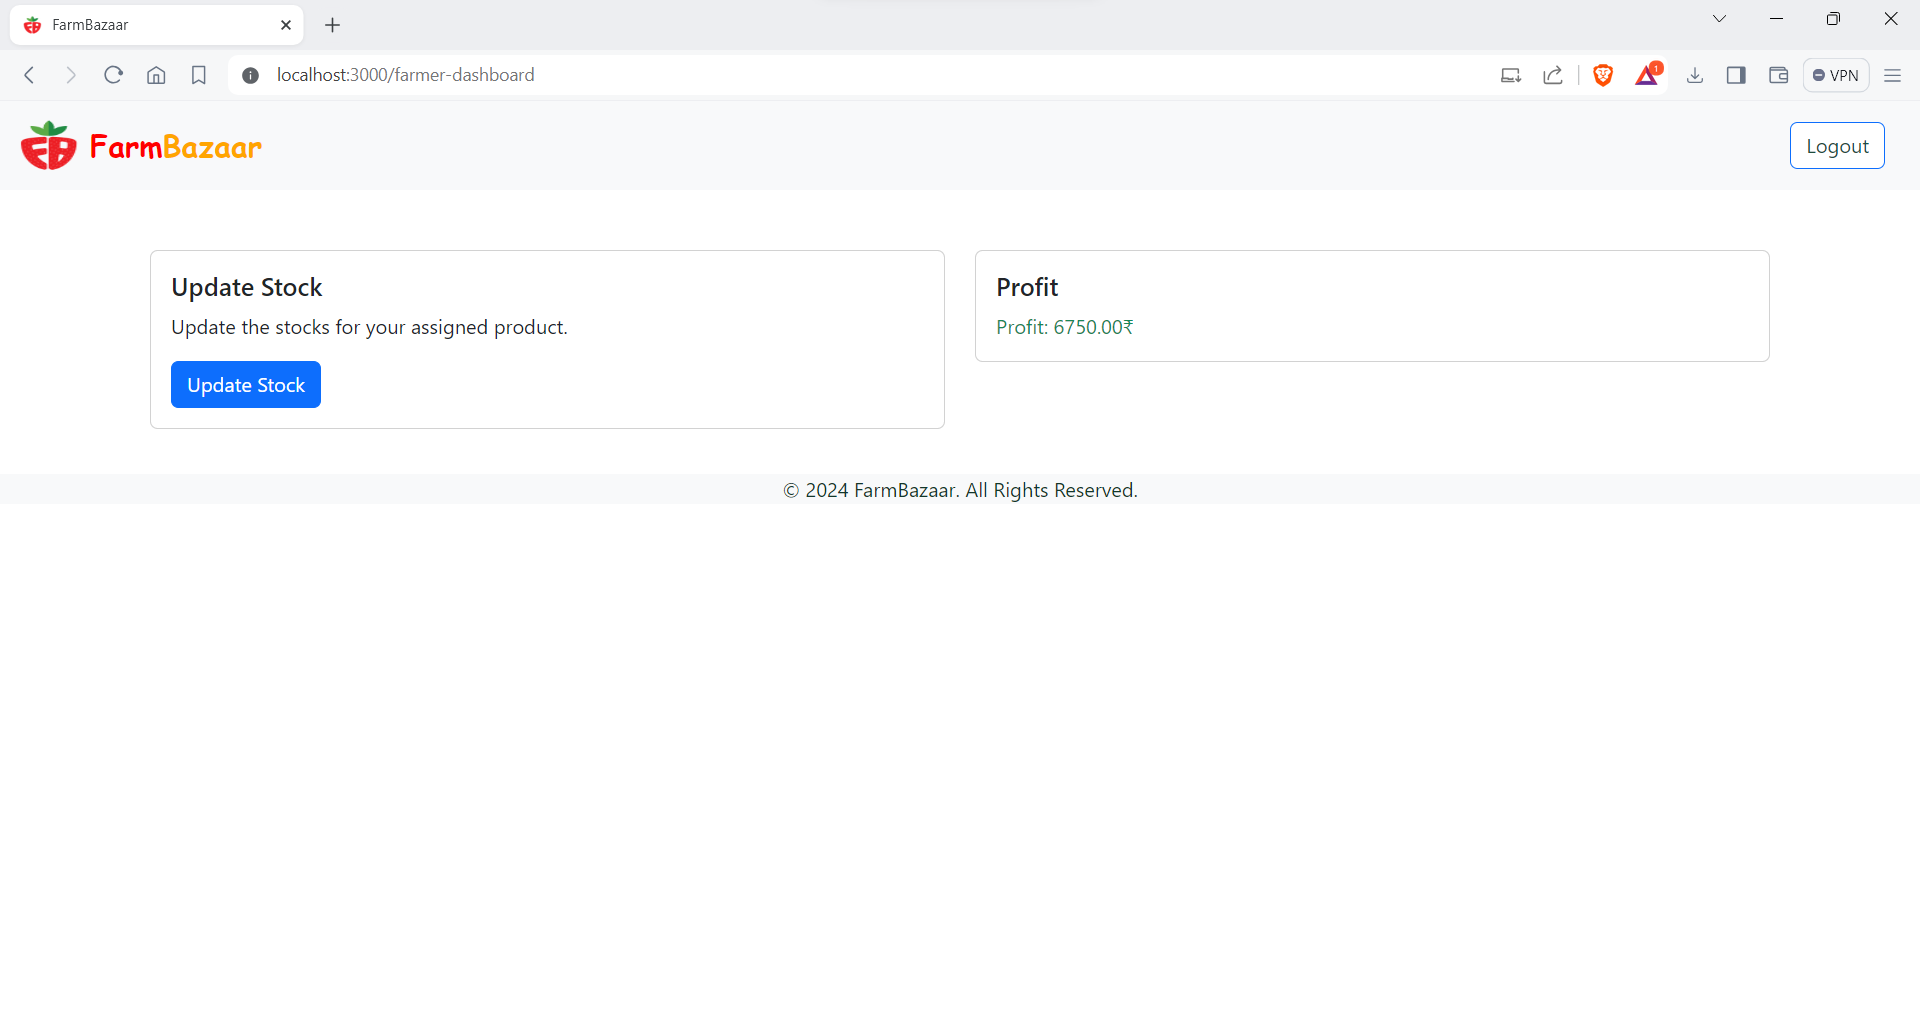 FarmBazaar
localhost:3000/farmer-dashboard
1
VPN
FarmBazaar
Logout
Update Stock
Update the stocks for your assigned product.
Update Stock
Profit
Profit: 6750.00₹
© 2024 FarmBazaar. All Rights Reserved.